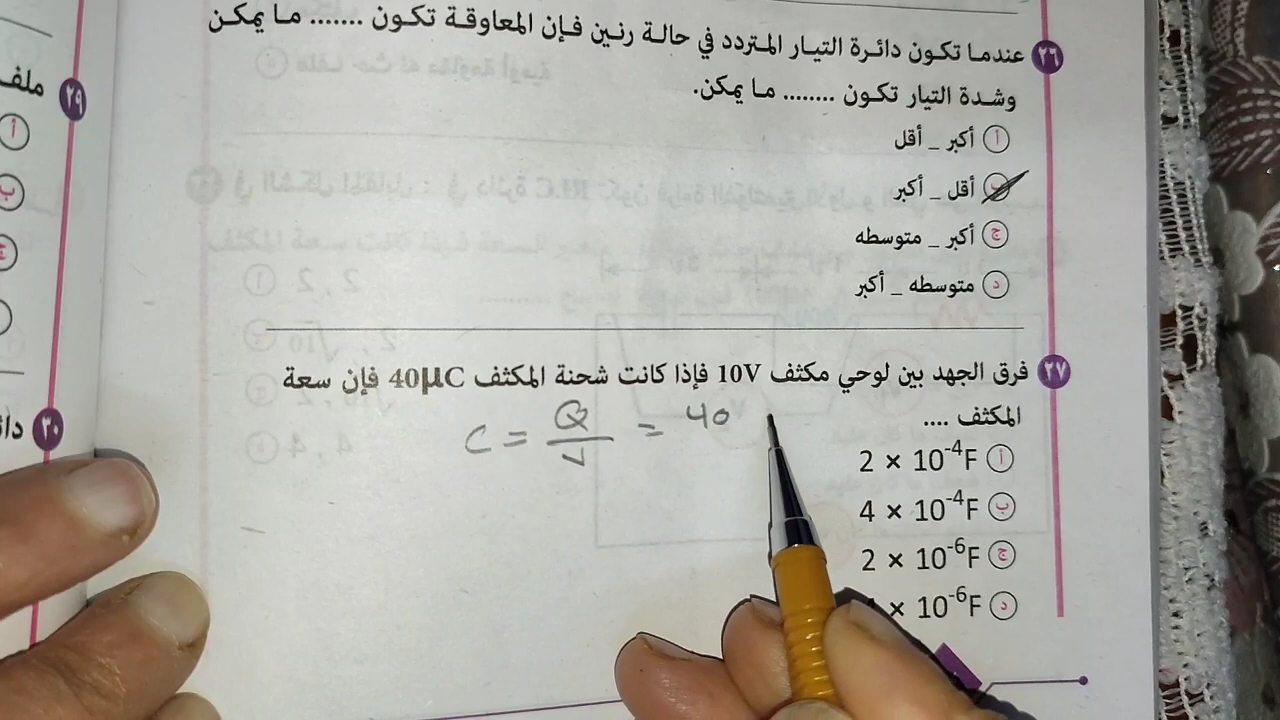 ٢٦ عندما تكون دائرة التيار المتردد في حالة رنين فإن المعاوقة تكون ....... ما يمكن
وشدة التيار تكون ........ ما يمكن.
أ أكبر _ أقل
ب أقل _ أكبر
ج أكبر _ متوسطه
د متوسطه _ أكبر
٢٧ فرق الجهد بين لوحي مكثف 10V فإذا كانت شحنة المكثف 40µC فإن سعة
المكثف ....
C = Q / V = 40
أ 2 × 10⁻⁴F
ب 4 × 10⁻⁴F
ج 2 × 10⁻⁶F
د × 10⁻⁶F
٢٩ ملف
أ
ب
ج
٣٠ دائ